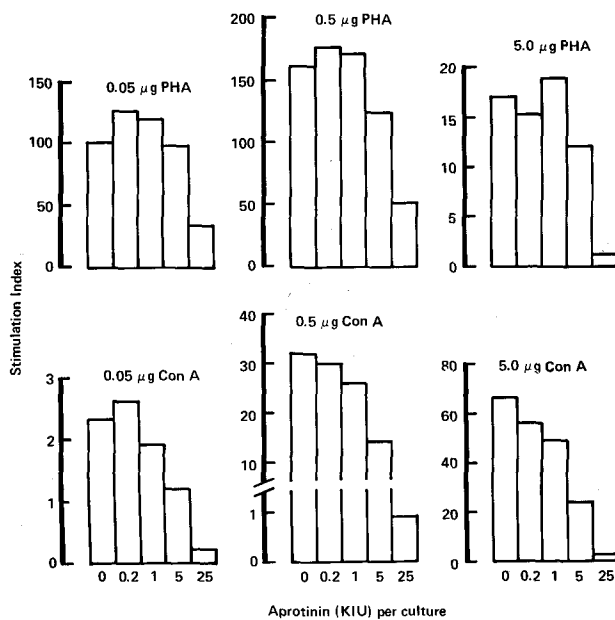 0.05 µg PHA
150
100
50
0
0.5 µg PHA
200
150
100
50
0
5.0 µg PHA
20
15
10
5
0
Stimulation Index
0.05 µg Con A
3
2
1
0
0 0.2 1 5 25
0.5 µg Con A
40
30
20
10
1
0
0 0.2 1 5 25
5.0 µg Con A
80
60
40
20
0
0 0.2 1 5 25
Aprotinin (KIU) per culture